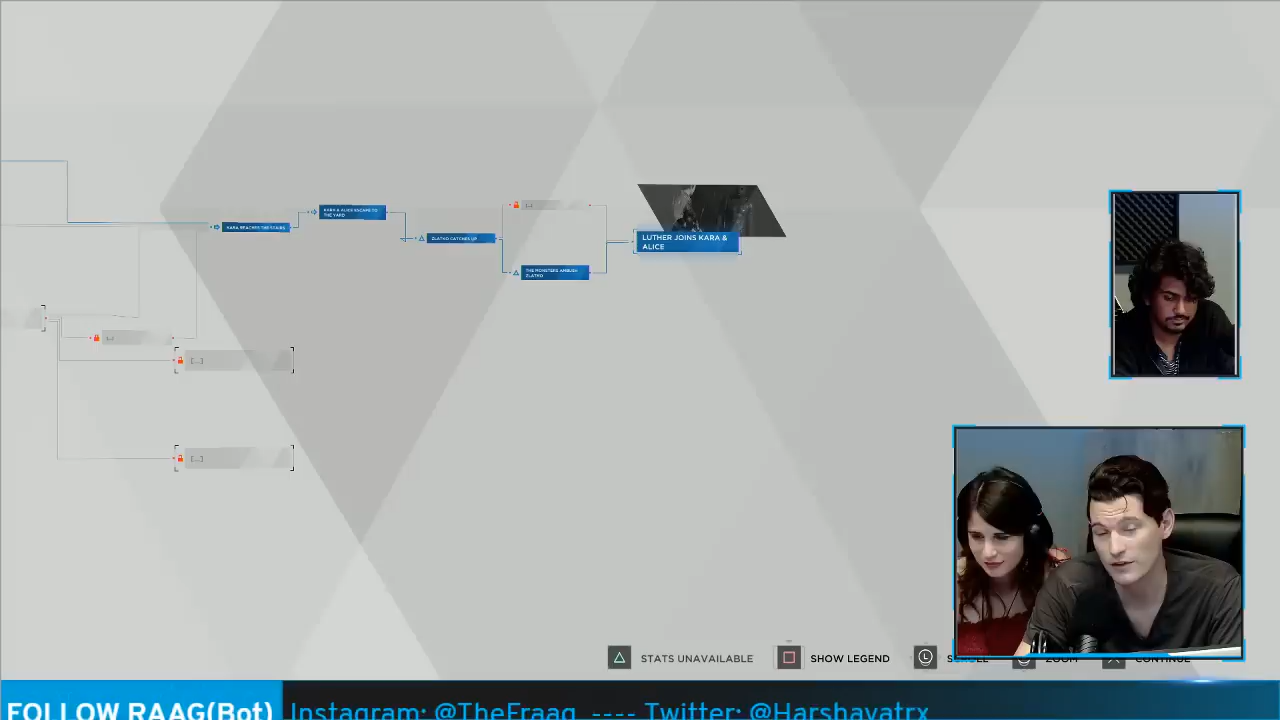 KARA & ALICE ESCAPE TO
THE YARD
KARA REACHES THE STAIRS
ZLATKO CATCHES UP
[...]
THE MONSTERS AMBUSH
ZLATKO
LUTHER JOINS KARA &
ALICE
[...]
[...]
[...]
STATS UNAVAILABLE
SHOW LEGEND
FOLLOW RAAG(Bot)
Instagram: @TheFraag ---- Twitter: @Harshavatrx